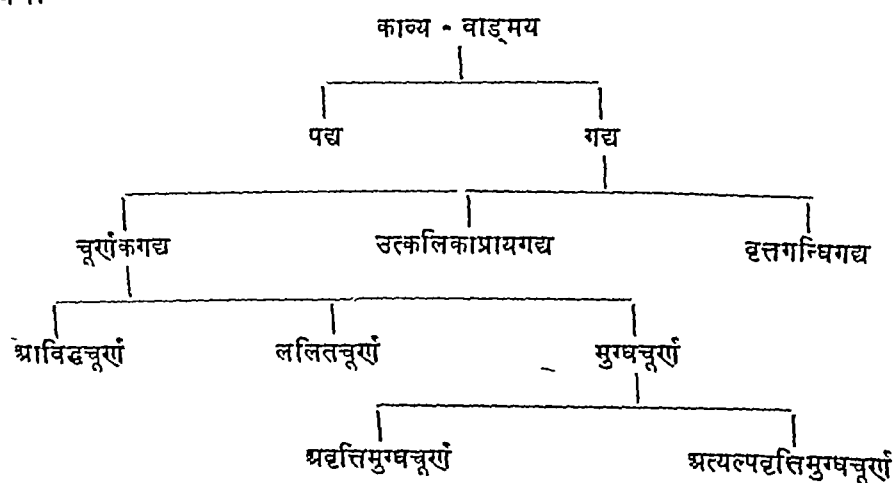 काव्य - वाङ्मय
पद्य गद्य
चूर्णकगद्य उत्कलिकाप्रायगद्य वृत्तगन्धिगद्य
आविद्धचूर्ण ललितचूर्ण मुग्धचूर्ण
अवृत्तिमुग्धचूर्ण अत्यल्पवृत्तिमुग्धचूर्ण